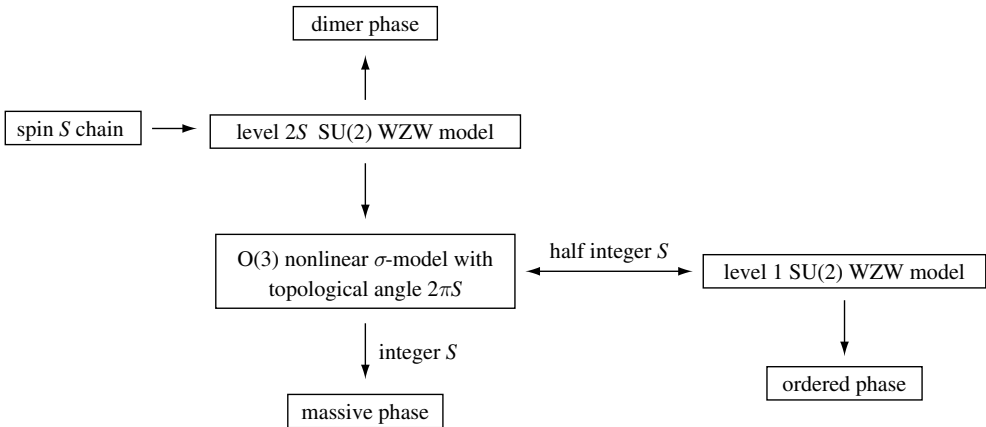 dimer phase
spin S chain
level 2S SU(2) WZW model
O(3) nonlinear σ-model with
topological angle 2πS
half integer S
level 1 SU(2) WZW model
integer S
ordered phase
massive phase